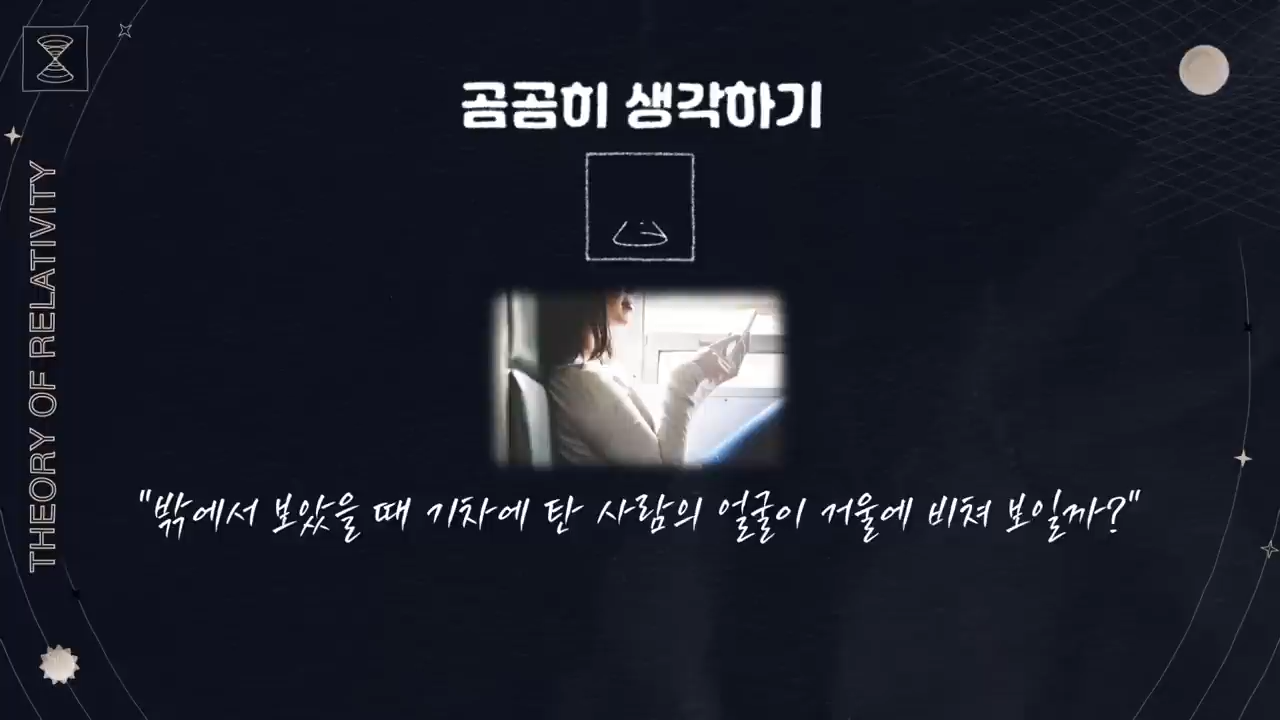 곰곰히 생각하기
THEORY OF RELATIVITY
"밖에서 보았을 때 기차에 탄 사람의 얼굴이 거울에 비쳐 보일까?"